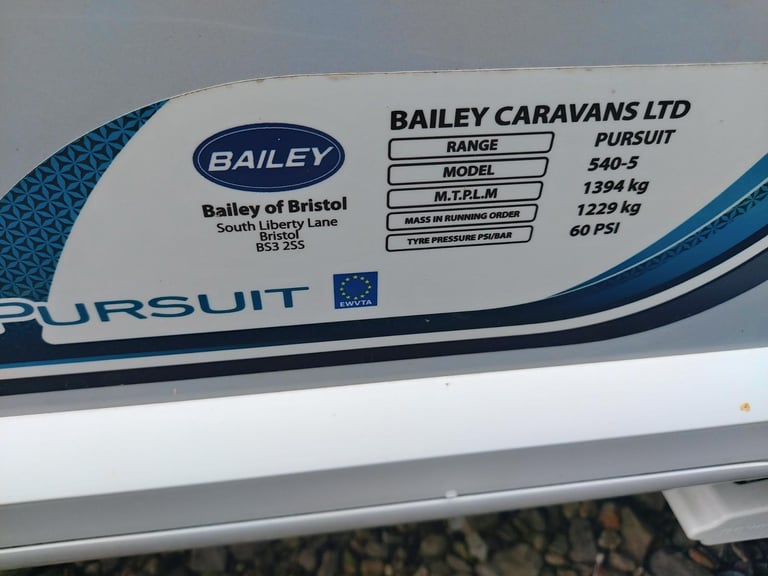 BAILEY
Bailey of Bristol
South Liberty Lane
Bristol
BS3 2SS
BAILEY CARAVANS LTD
RANGE PURSUIT
MODEL 540-5
M.T.P.L.M 1394 kg
MASS IN RUNNING ORDER 1229 kg
TYRE PRESSURE PSI/BAR 60 PSI
PURSUIT
EWVTA